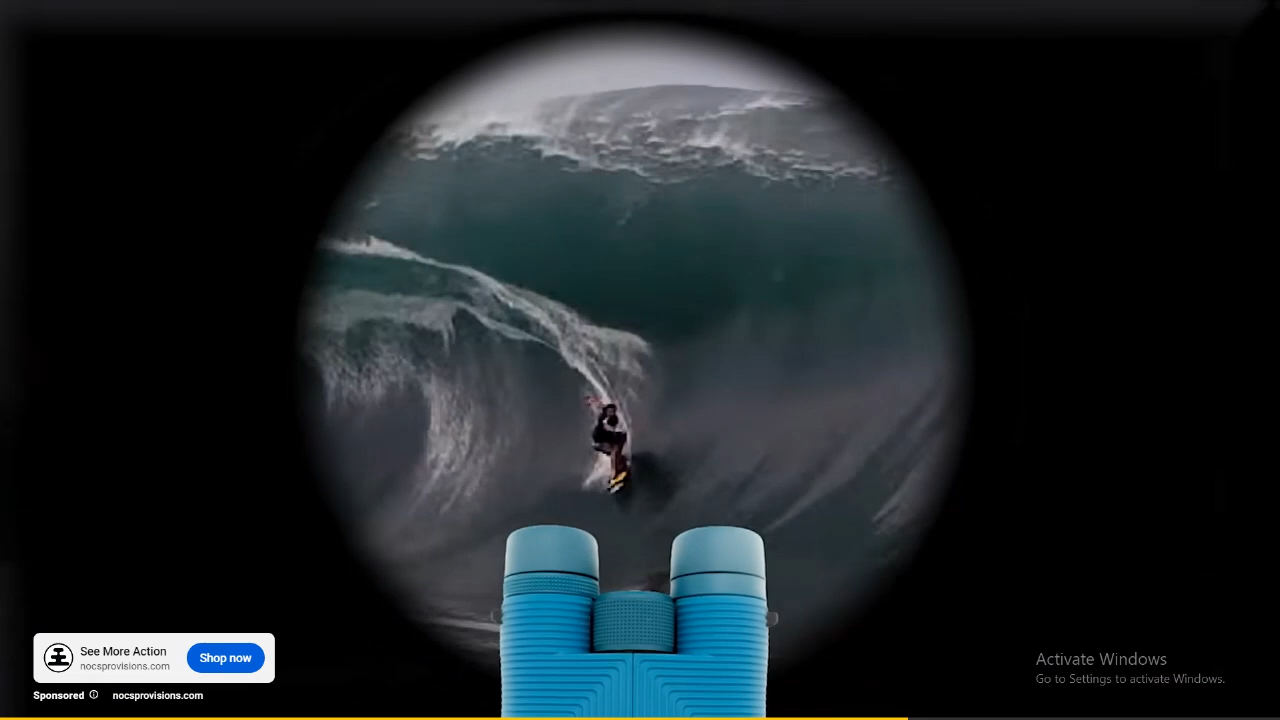 See More Action
nocsprovisions.com
Shop now
Sponsored
nocsprovisions.com
Activate Windows
Go to Settings to activate Windows.